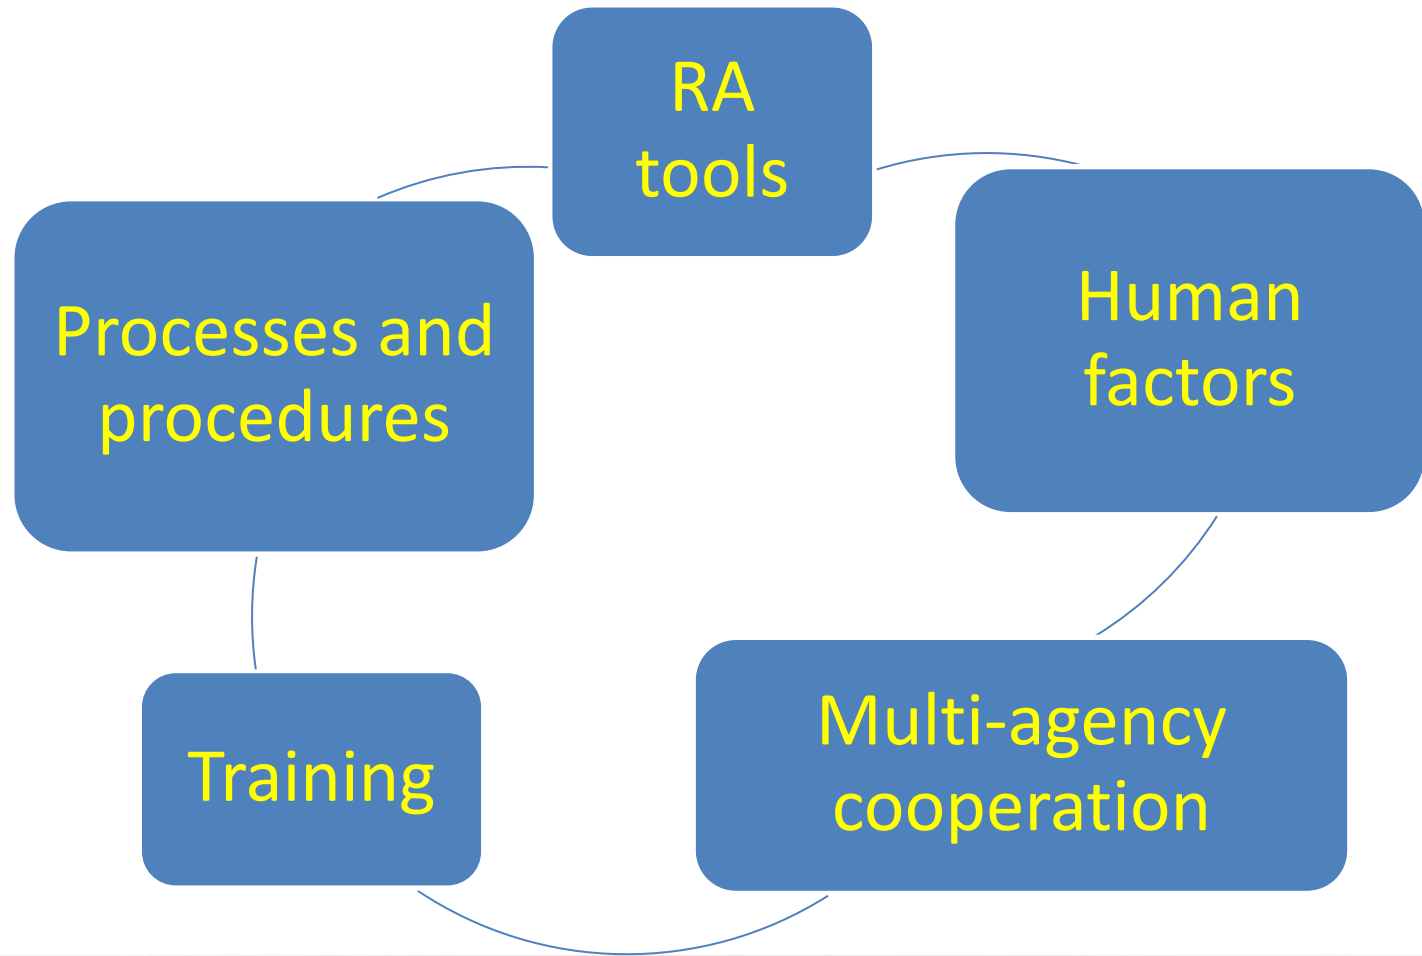 RA
tools
Human
factors
Multi-agency
cooperation
Training
Processes and
procedures